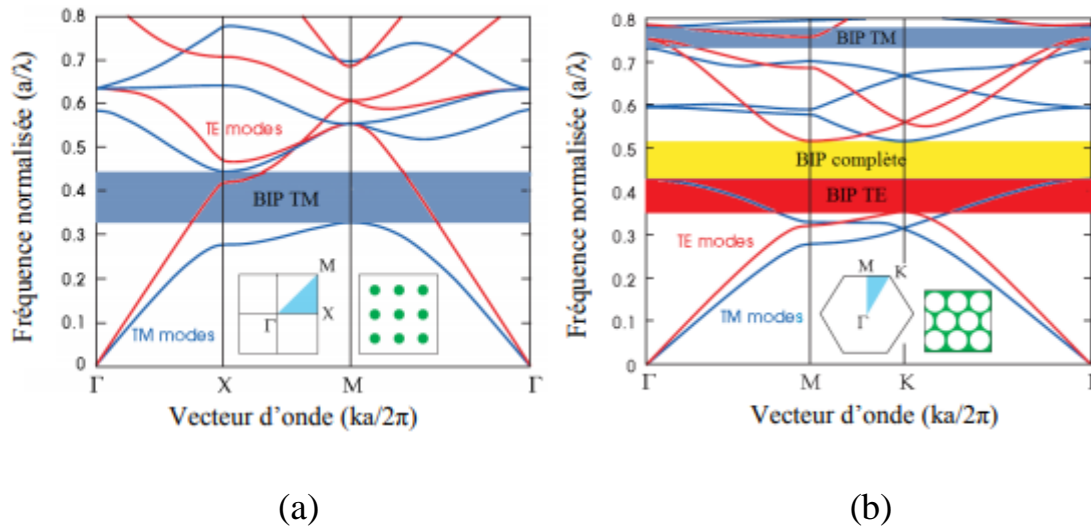 Fréquence normalisée (a/λ)
0.8
0.7
0.6
0.5
0.4
0.3
0.2
0.1
0
TE modes
BIP TM
TM modes
M
X
Γ
Γ
X
M
Γ
Vecteur d'onde (ka/2π)
(a)
Fréquence normalisée (a/λ)
0.8
0.7
0.6
0.5
0.4
0.3
0.2
0.1
0
BIP TM
BIP complète
BIP TE
TE modes
TM modes
M
K
Γ
Γ
M
K
Vecteur d'onde (ka/2π)
(b)